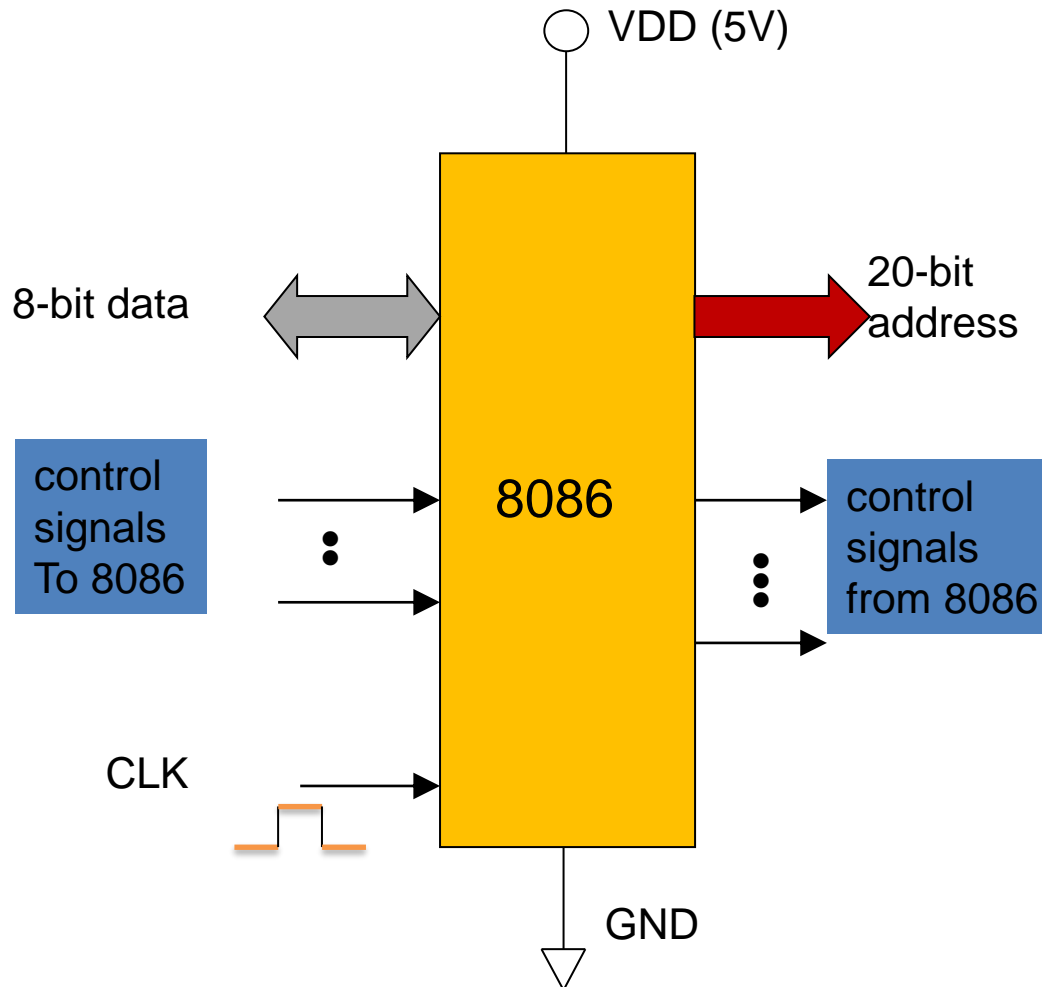 VDD (5V)
8-bit data
20-bit
address
control
signals
To 8086
8086
control
signals
from 8086
CLK
GND